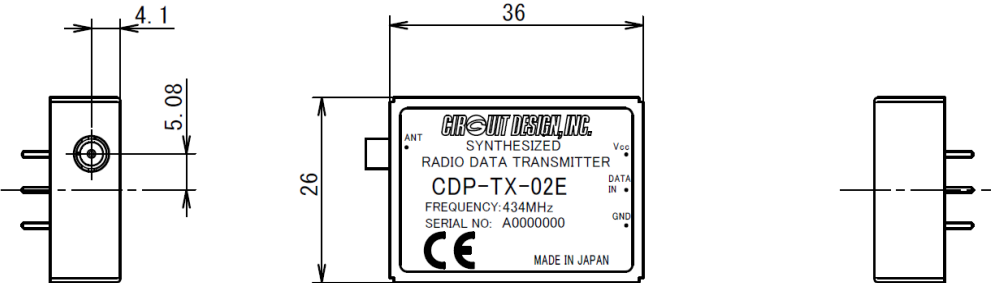 4.1
36
5.08
26
CIRCUIT DESIGN, INC.
ANT
SYNTHESIZED
Vcc
RADIO DATA TRANSMITTER
CDP-TX-02E
DATA
IN
FREQUENCY:434MHz
SERIAL NO: A0000000
GND
CE
MADE IN JAPAN